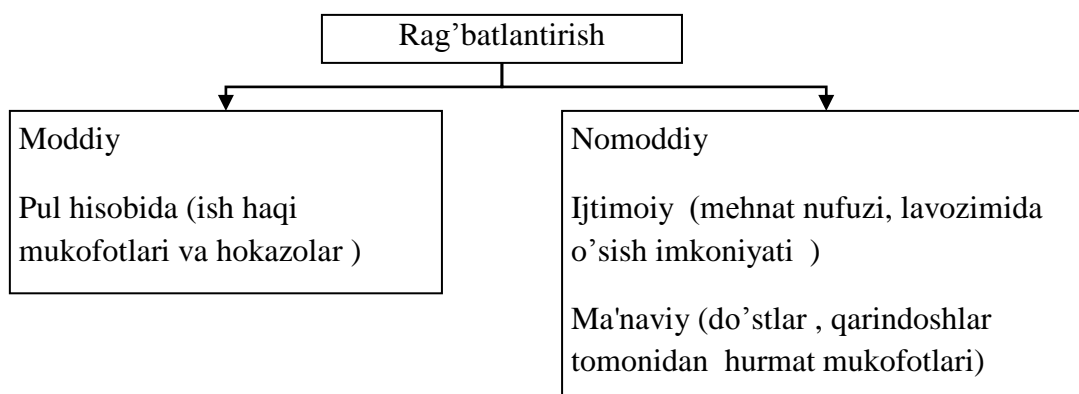 Rag’batlantirish
Moddiy
Pul hisobida (ish haqi
mukofotlari va hokazolar )
Nomoddiy
Ijtimoiy (mehnat nufuzi, lavozimida
o’sish imkoniyati )
Ma'naviy (do’stlar , qarindoshlar
tomonidan hurmat mukofotlari)